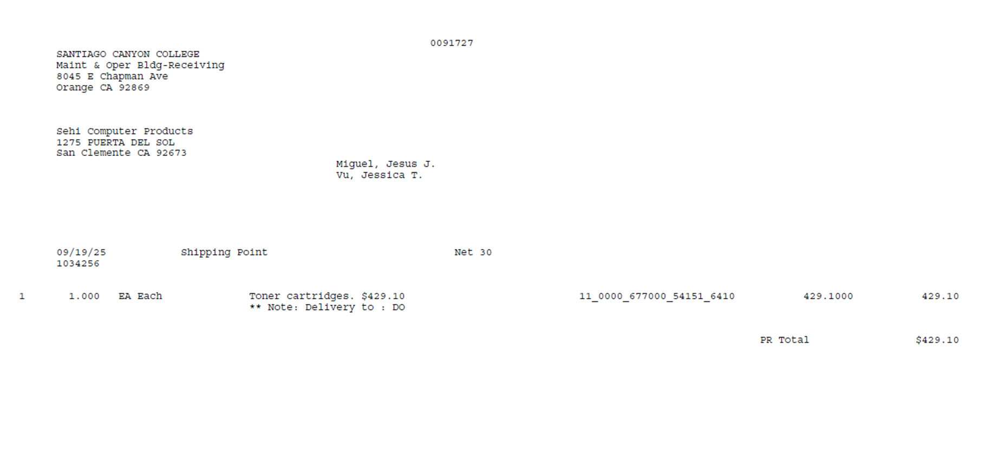 0091727
SANTIAGO CANYON COLLEGE
Maint & Oper Bldg-Receiving
8045 E Chapman Ave
Orange CA 92869
Sehi Computer Products
1275 PUERTA DEL SOL
San Clemente CA 92673
Miguel, Jesus J.
Vu, Jessica T.
09/19/25 Shipping Point Net 30
1034256
1 1.000 EA Each Toner cartridges. $429.10 11_0000_677000_54151_6410 429.1000 429.10
** Note: Delivery to : DO
PR Total $429.10